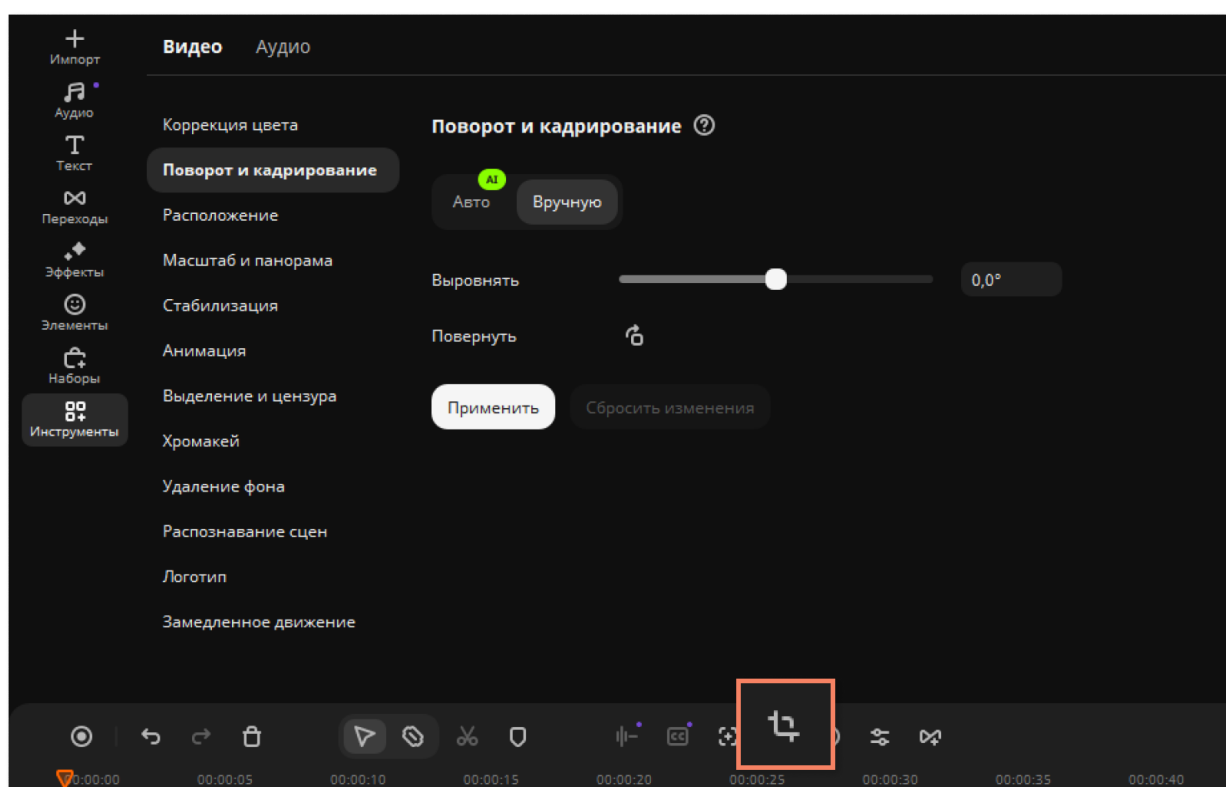 Импорт
Аудио
Текст
Переходы
Эффекты
Элементы
Наборы
Инструменты
Видео Аудио
Коррекция цвета
Поворот и кадрирование
Расположение
Масштаб и панорама
Стабилизация
Анимация
Выделение и цензура
Хромакей
Удаление фона
Распознавание сцен
Логотип
Замедленное движение
Поворот и кадрирование ?
AI
Авто Вручную
Выровнять 0,0°
Повернуть
Применить Сбросить изменения
CC
0:00:00 00:00:05 00:00:10 00:00:15 00:00:20 00:00:25 00:00:30 00:00:35 00:00:40